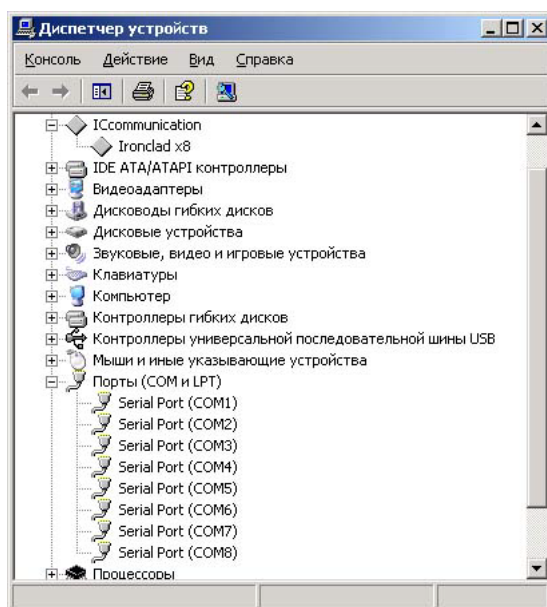 Диспетчер устройств
Консоль Действие Вид Справка
ICcommunication
Ironclad x8
IDE ATA/ATAPI контроллеры
Видеоадаптеры
Дисководы гибких дисков
Дисковые устройства
Звуковые, видео и игровые устройства
Клавиатуры
Компьютер
Контроллеры гибких дисков
Контроллеры универсальной последовательной шины USB
Мыши и иные указывающие устройства
Порты (COM и LPT)
Serial Port (COM1)
Serial Port (COM2)
Serial Port (COM3)
Serial Port (COM4)
Serial Port (COM5)
Serial Port (COM6)
Serial Port (COM7)
Serial Port (COM8)
Процессоры